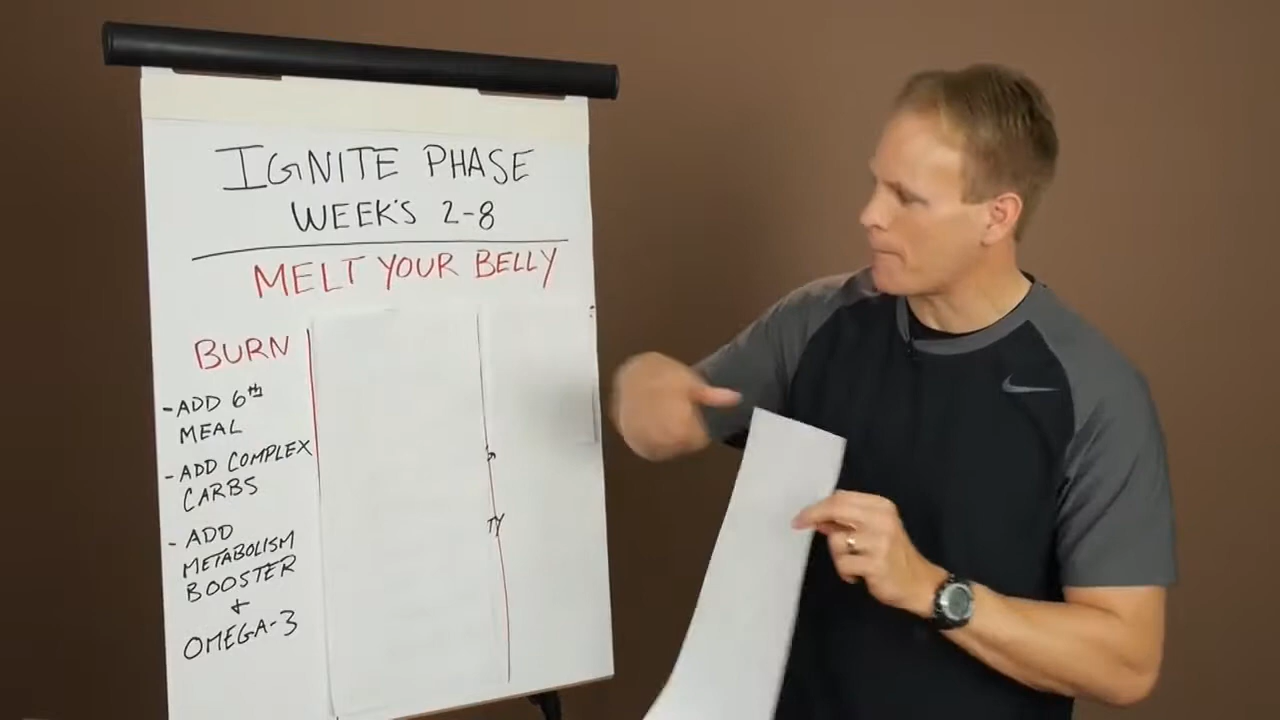 IGNITE PHASE
WEEK'S 2-8
MELT YOUR BELLY
BURN
-ADD 6th
MEAL
-ADD COMPLEX
CARBS
- ADD
METABOLISM
BOOSTER
+
OMEGA-3
TY